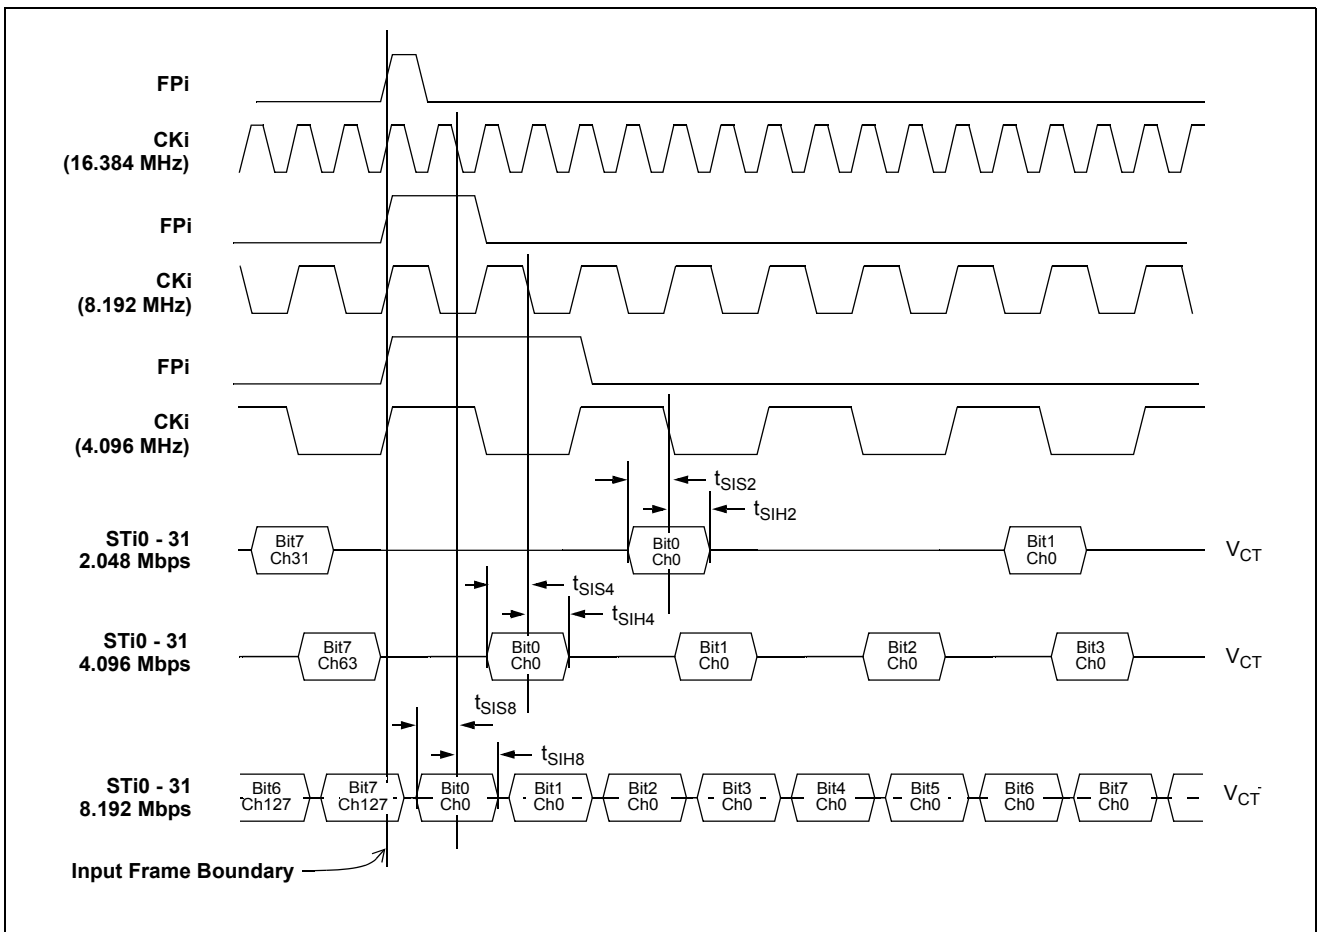 FPi
CKi
(16.384 MHz)
FPi
CKi
(8.192 MHz)
FPi
CKi
(4.096 MHz)
tSIS2
tSIH2
STi0 - 31
2.048 Mbps
Bit7
Ch31
Bit0
Ch0
Bit1
Ch0
VCT
tSIS4
tSIH4
STi0 - 31
4.096 Mbps
Bit7
Ch63
Bit0
Ch0
Bit1
Ch0
Bit2
Ch0
Bit3
Ch0
VCT
tSIS8
tSIH8
STi0 - 31
8.192 Mbps
Bit6
Ch127
Bit7
Ch127
Bit0
Ch0
Bit1
Ch0
Bit2
Ch0
Bit3
Ch0
Bit4
Ch0
Bit5
Ch0
Bit6
Ch0
Bit7
Ch0
VCT
Input Frame Boundary